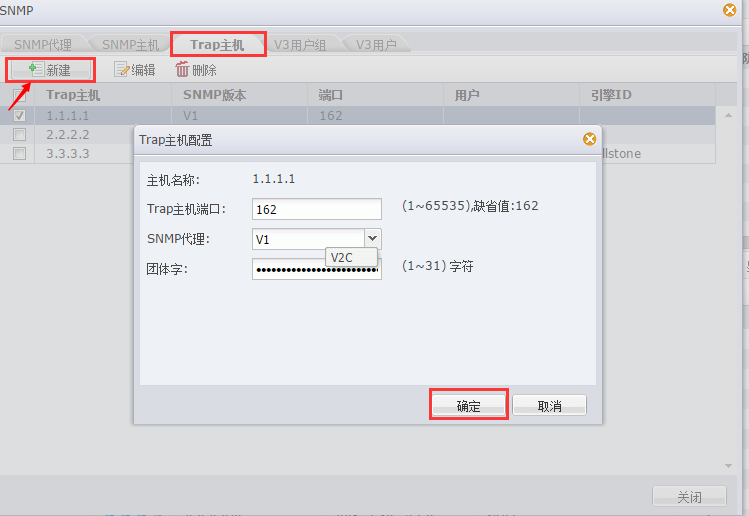 SNMP
SNMP代理 SNMP主机 Trap主机 V3用户组 V3用户
新建 编辑 删除
Trap主机 SNMP版本 端口 用户 引擎ID
1.1.1.1 V1 162
2.2.2.2
3.3.3.3 llstone
Trap主机配置
主机名称: 1.1.1.1
Trap主机端口: 162 (1~65535),缺省值:162
SNMP代理: V1
V2C
团体字: (1~31) 字符
确定 取消
关闭